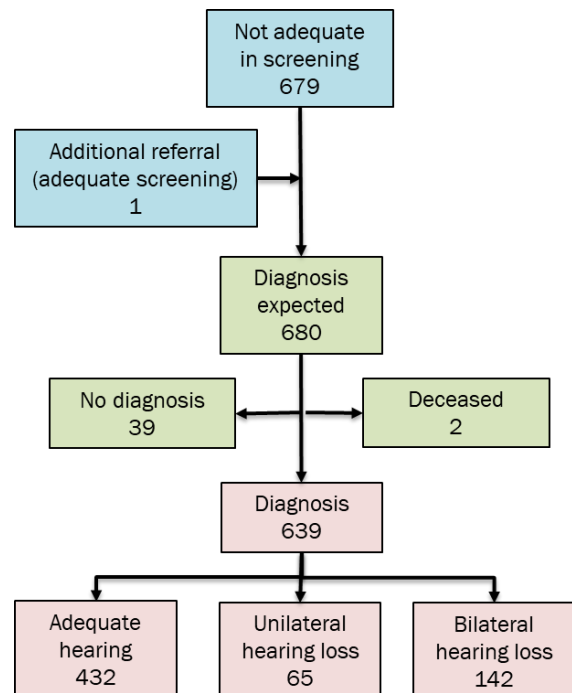 Not adequate
in screening
679
Additional referral
(adequate screening)
1
Diagnosis
expected
680
No diagnosis
39
Deceased
2
Diagnosis
639
Adequate
hearing
432
Unilateral
hearing loss
65
Bilateral
hearing loss
142